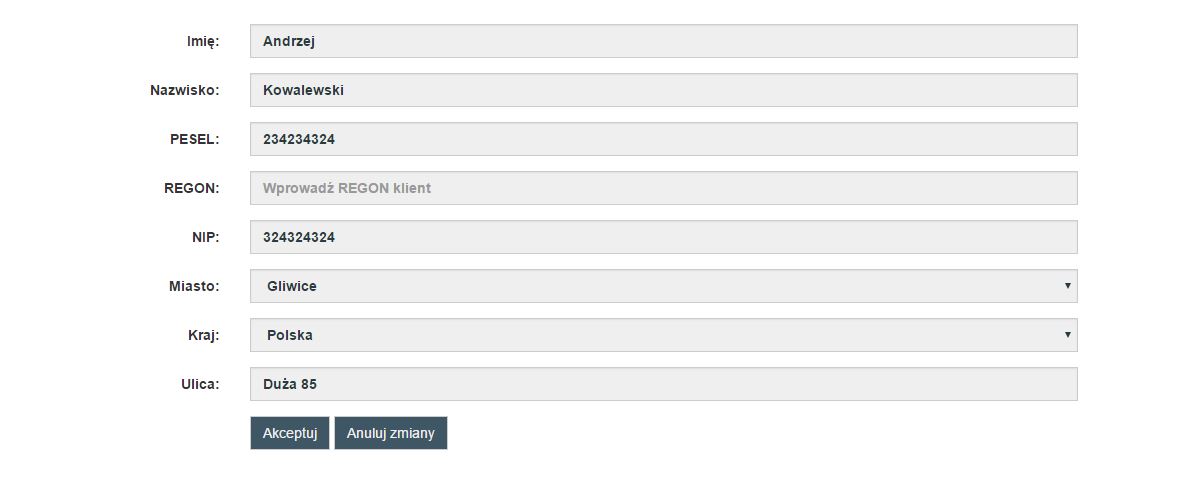 Imię: Andrzej
Nazwisko: Kowalewski
PESEL: 234234324
REGON: Wprowadź REGON klient
NIP: 324324324
Miasto: Gliwice
Kraj: Polska
Ulica: Duża 85
Akceptuj Anuluj zmiany